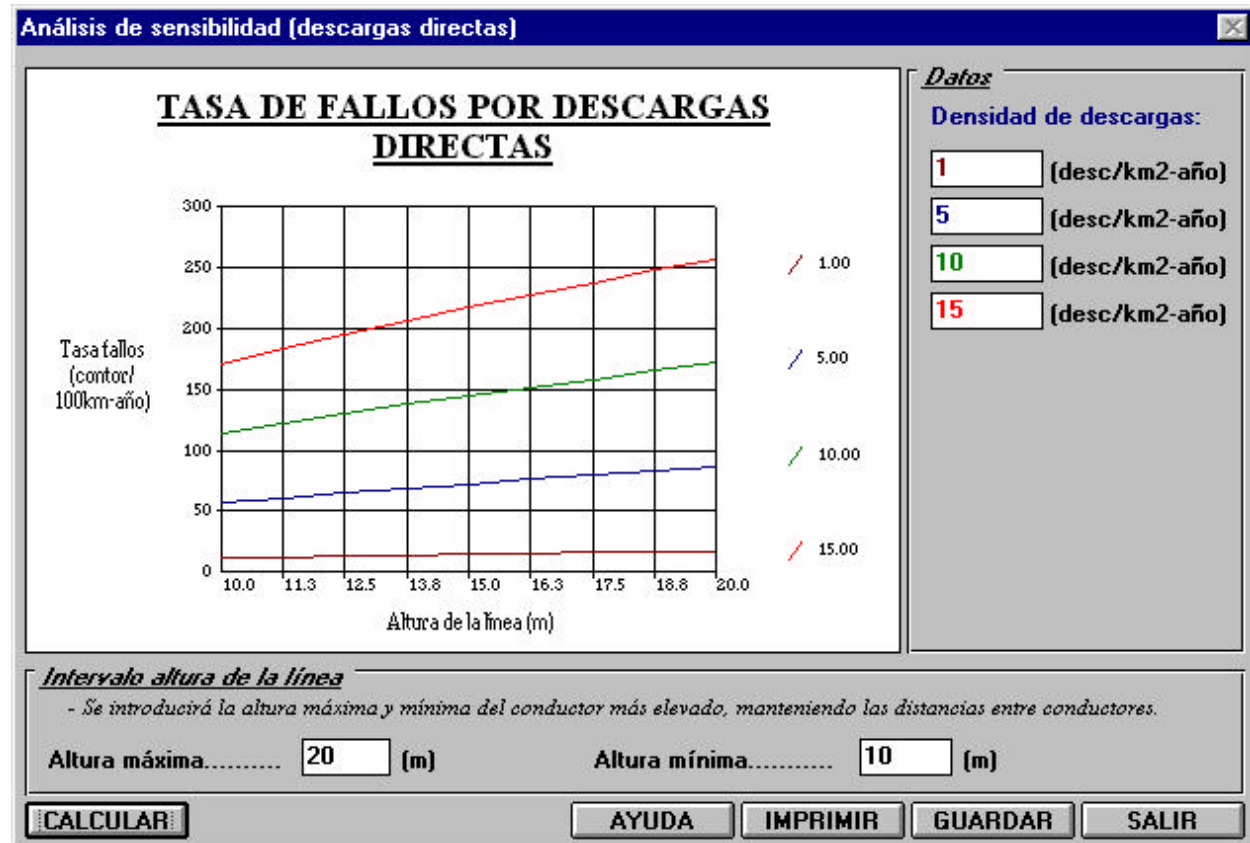 Análisis de sensibilidad (descargas directas)
TASA DE FALLOS POR DESCARGAS
DIRECTAS
300
250
200
150
100
50
0
Tasa fallos
(contor/
100km-año)
10.0 11.3 12.5 13.8 15.0 16.3 17.5 18.8 20.0
Altura de la línea (m)
1.00
5.00
10.00
15.00
Datos
Densidad de descargas:
1 (desc/km2-año)
5 (desc/km2-año)
10 (desc/km2-año)
15 (desc/km2-año)
Intervalo altura de la línea
- Se introducirá la altura máxima y mínima del conductor más elevado, manteniendo las distancias entre conductores.
Altura máxima.......... 20 (m) Altura mínima........... 10 (m)
CALCULAR AYUDA IMPRIMIR GUARDAR SALIR